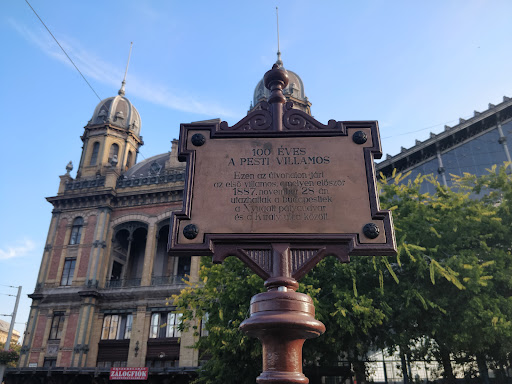 100 ÉVES
A PESTI VILLAMOS
Ezen az útvonalon járt
az első villamos, amelyen először
1887. november 28-án
utazhattak a budapestiek
a Nyugati pályaudvar
és a Király utca között
ZÁLOGFIÓK